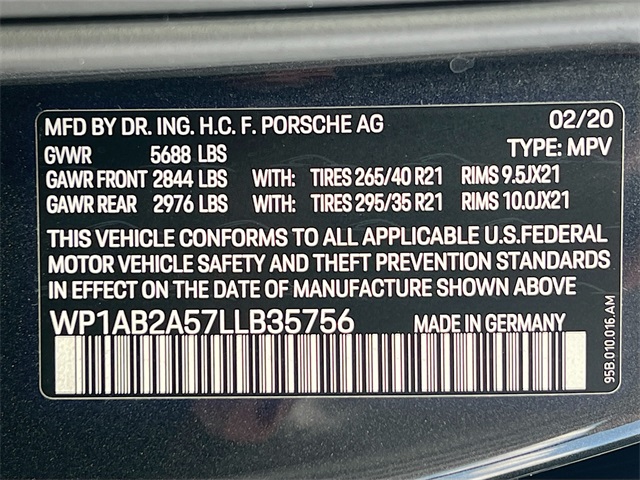 MFD BY DR. ING. H.C. F. PORSCHE AG 02/20
GVWR 5688 LBS TYPE: MPV
GAWR FRONT 2844 LBS WITH: TIRES 265/40 R21 RIMS 9.5JX21
GAWR REAR 2976 LBS WITH: TIRES 295/35 R21 RIMS 10.0JX21
THIS VEHICLE CONFORMS TO ALL APPLICABLE U.S.FEDERAL
MOTOR VEHICLE SAFETY AND THEFT PREVENTION STANDARDS
IN EFFECT ON THE DATE OF MANUFACTURE SHOWN ABOVE
WP1AB2A57LLB35756 MADE IN GERMANY
95B.010.016.AM